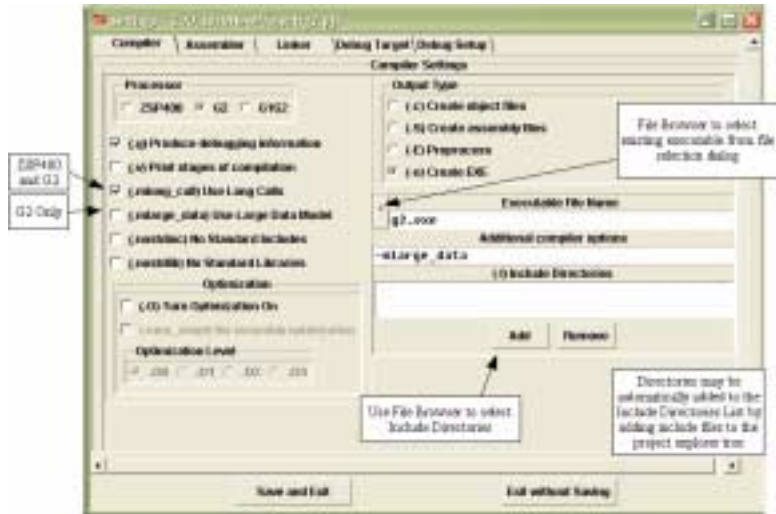 Compiler Assembler Linker Debug Target Debug Setup
Compiler Settings
Processor
ZSP400 G2 G1G2
(-g) Produce debugging information
(-v) Print stages of compilation
(-mlong_call) Use Long Calls
(-mlarge_data) Use Large Data Model
(-nostdinc) No Standard Includes
(-nostdlib) No Standard Libraries
Optimization
(-O) Turn Optimization On
Optimization Level
-O0 -O1 -O2 -O3
Output Type
(-c) Create object files
(-S) Create assembly files
(-E) Preprocess
(-o) Create EXE
Executable File Name
g2.exe
Additional compiler options
-mlarge_data
(-I) Include Directories
Add Remove
Save and Exit Exit without Saving
ZSP400
and G2
G2 Only
File Browser to select
existing executable from file
selection dialog
Use File Browser to select
Include Directories
Directories may be
automatically added to the
Include Directories List by
adding include files to the
project explorer tree